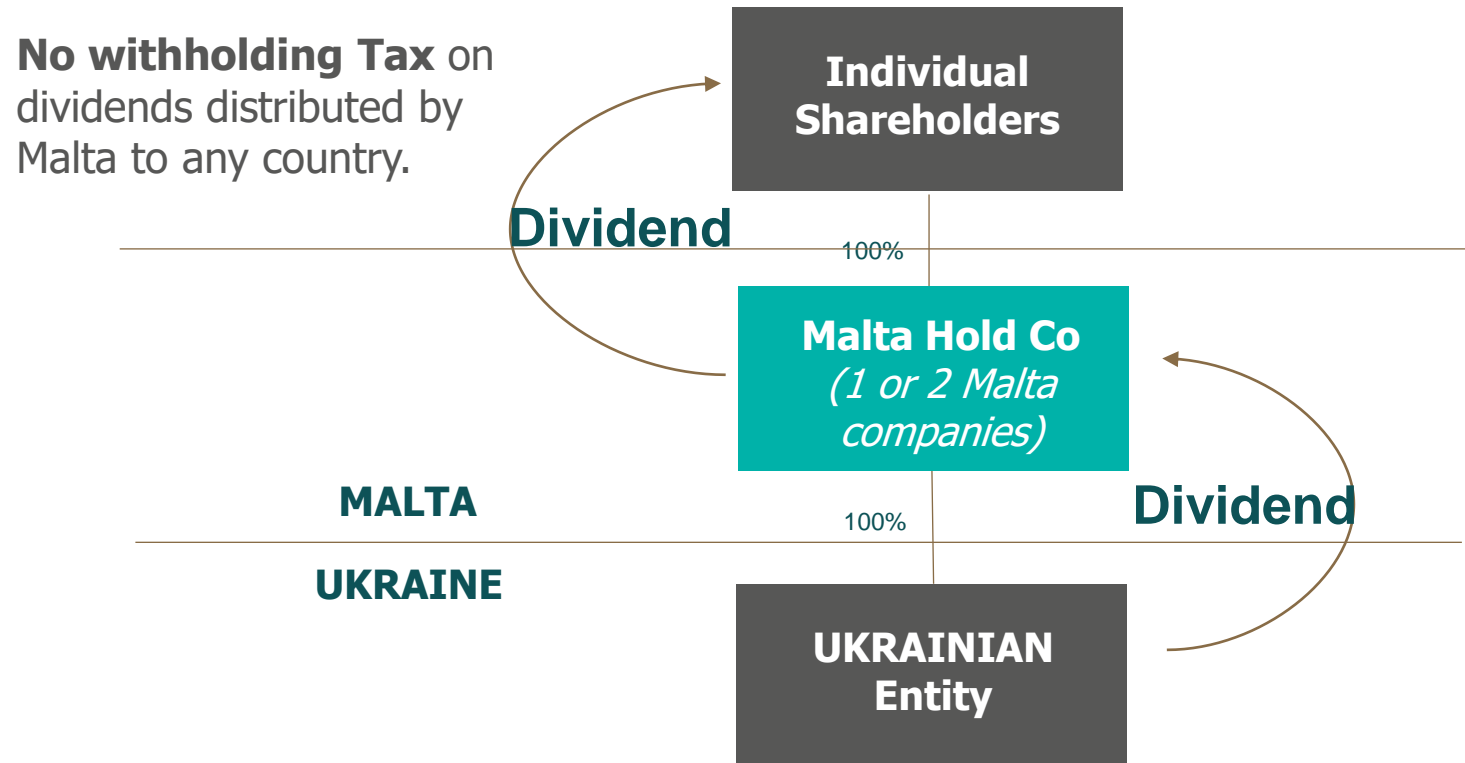 No withholding Tax on
dividends distributed by
Malta to any country.
Individual
Shareholders
Dividend
100%
Malta Hold Co
(1 or 2 Malta
companies)
MALTA
100%
Dividend
UKRAINE
UKRAINIAN
Entity